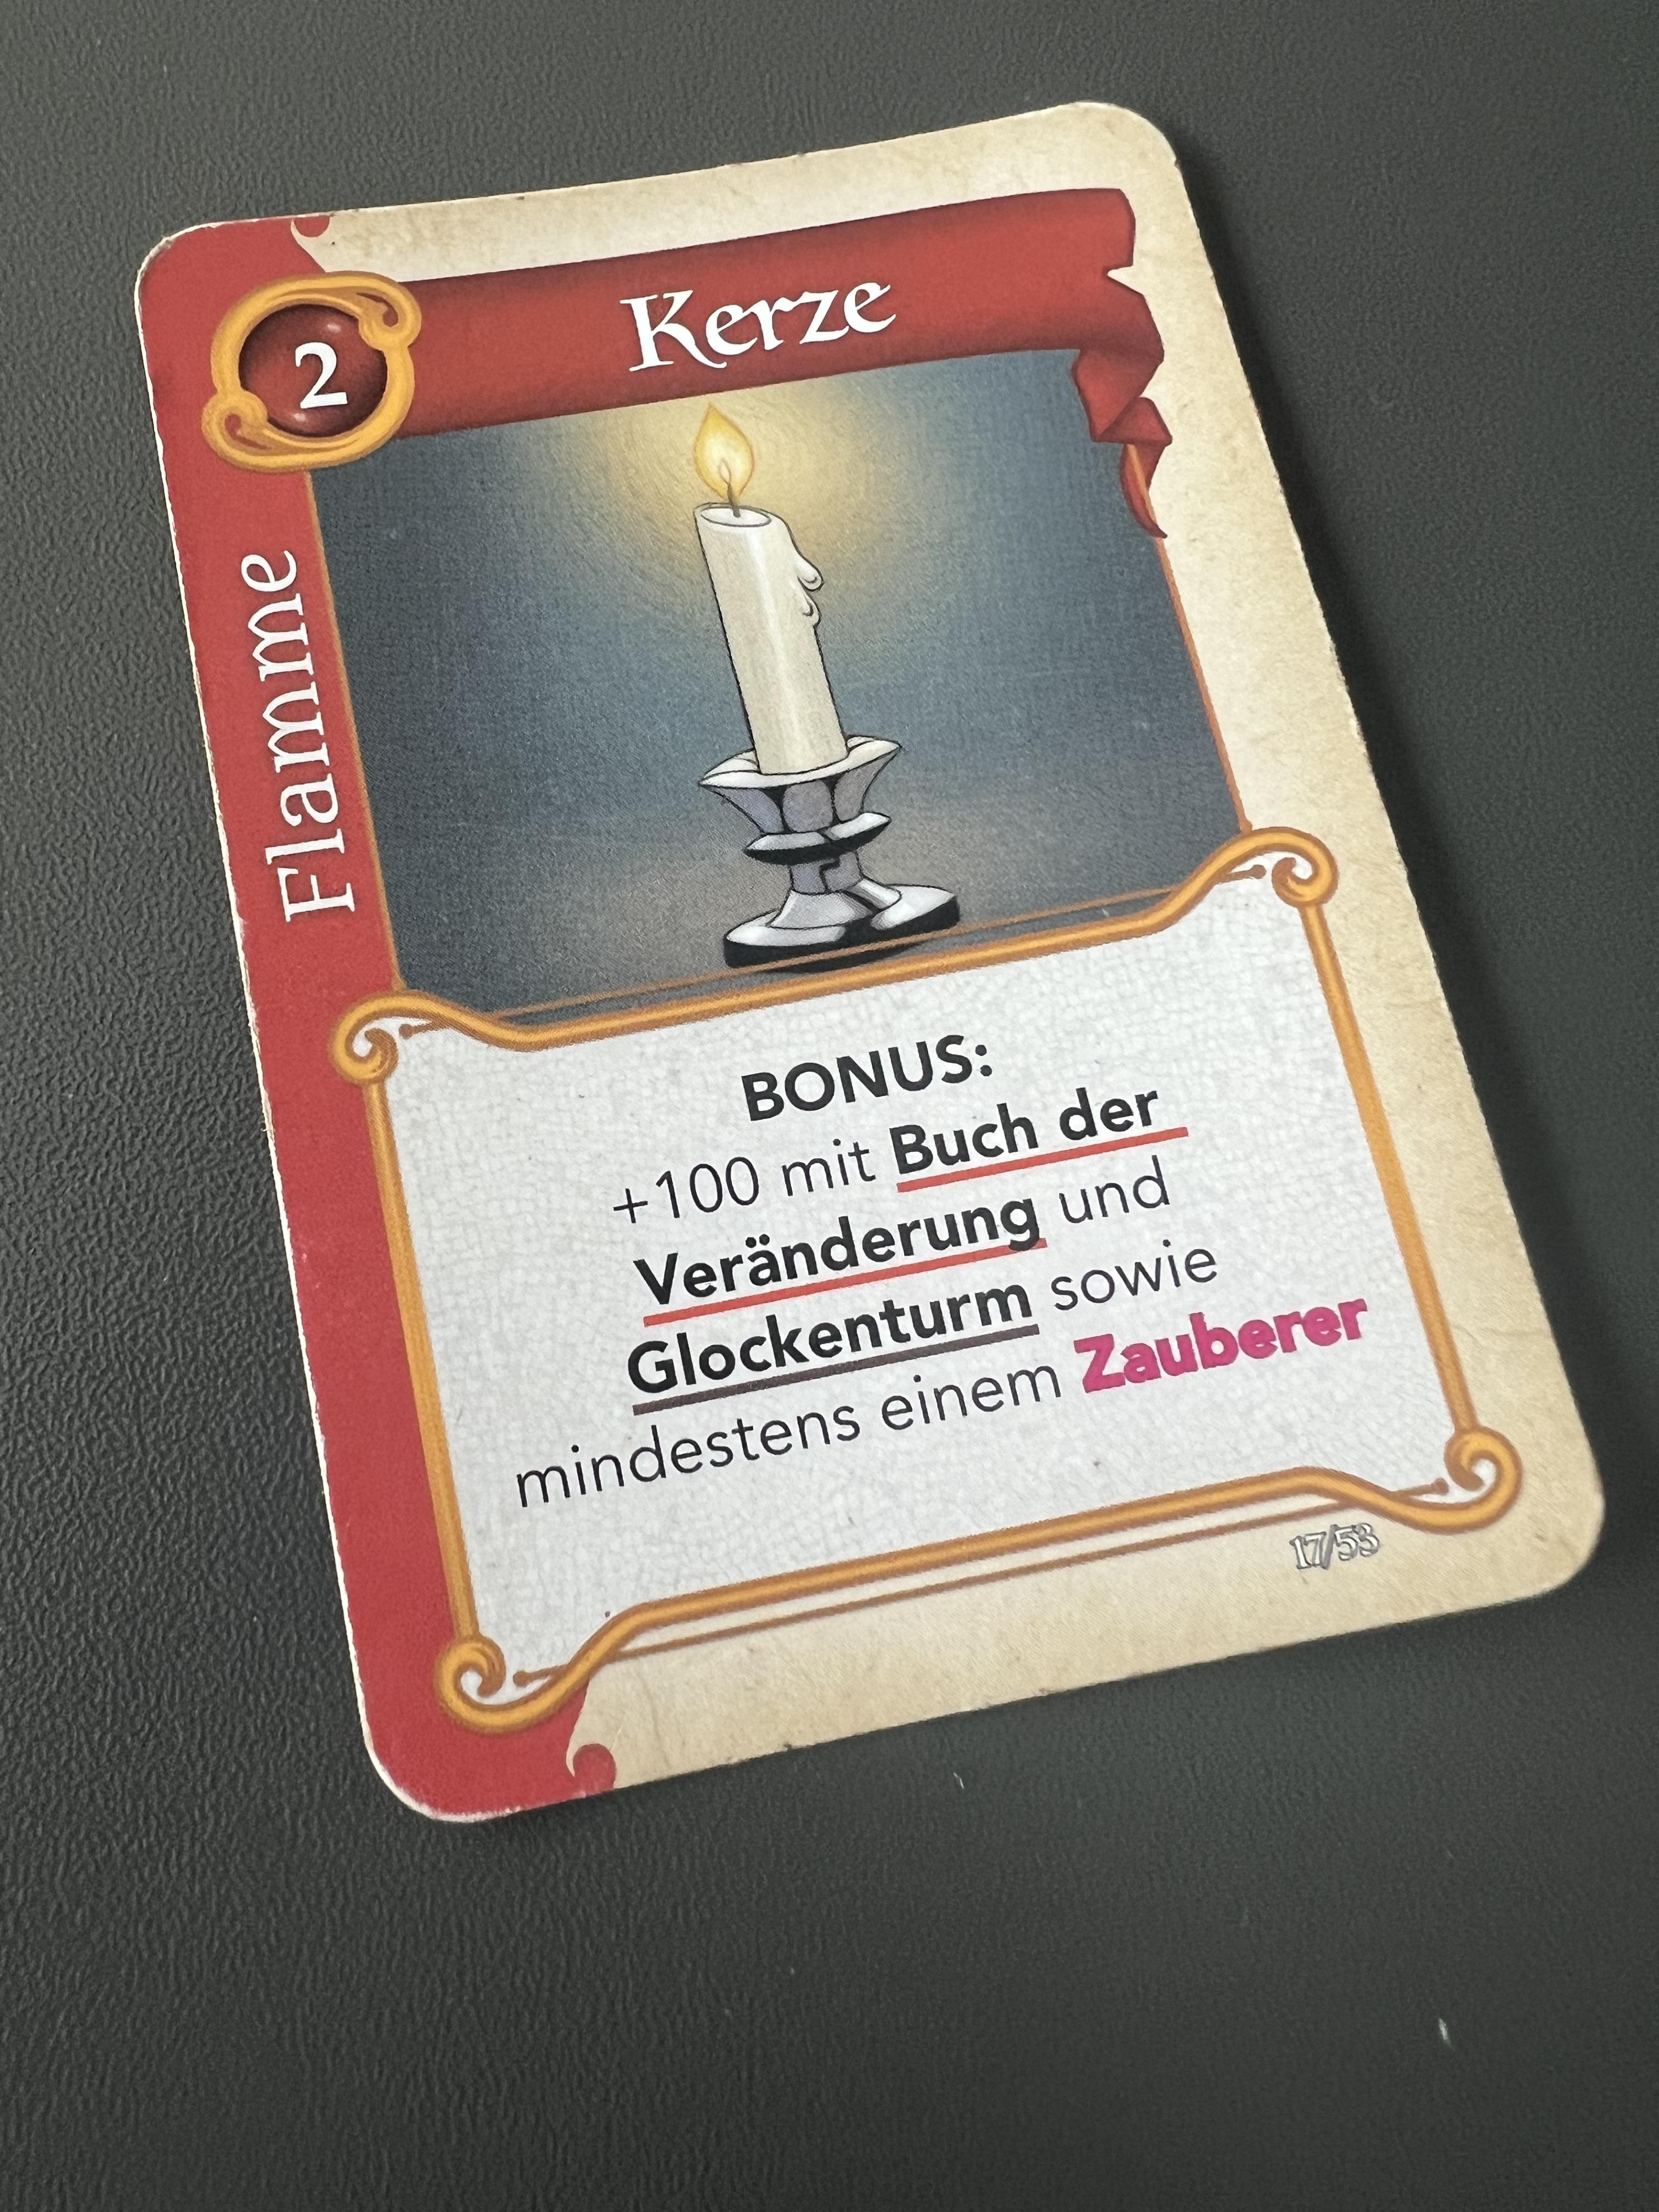 2
Kerze
Flamme
BONUS:
+100 mit Buch der
Veränderung und
Glockenturm sowie
mindestens einem Zauberer
17/53